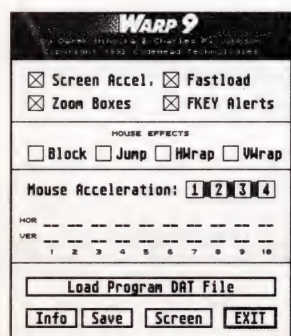 WARP 9
by Darek Mihocka & Charles F. Johnson
Copyright 1992 CodeHead Technologies
Screen Accel. Fastload
Zoom Boxes FKEY Alerts
MOUSE EFFECTS
Block Jump HWrap VWrap
Mouse Acceleration: 1 2 3 4
HOR -- -- -- -- -- -- -- -- -- --
VER -- -- -- -- -- -- -- -- -- --
1 2 3 4 5 6 7 8 9 10
Load Program DAT File
Info Save Screen EXIT